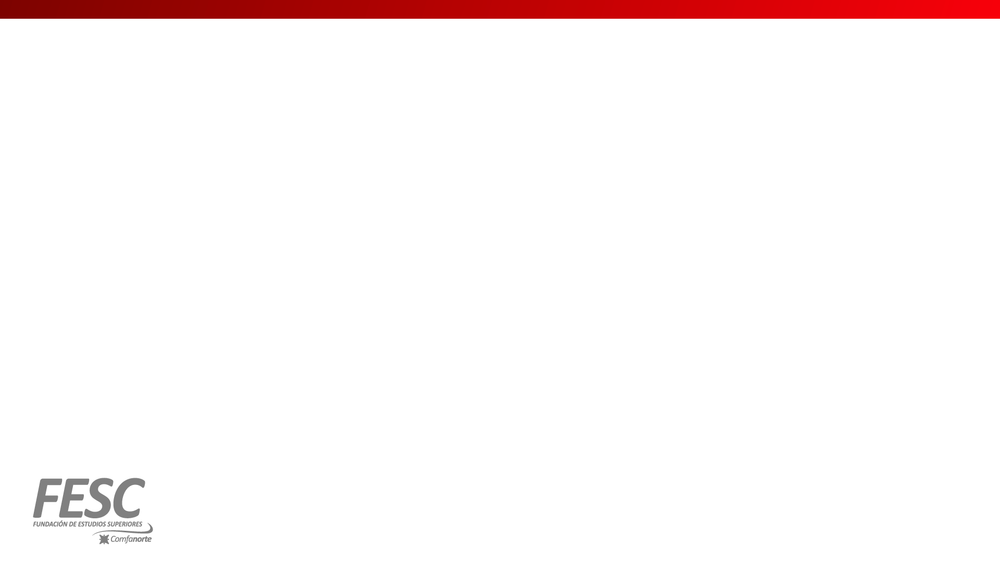 FESC
FUNDACIÓN DE ESTUDIOS SUPERIORES
Comfanorte